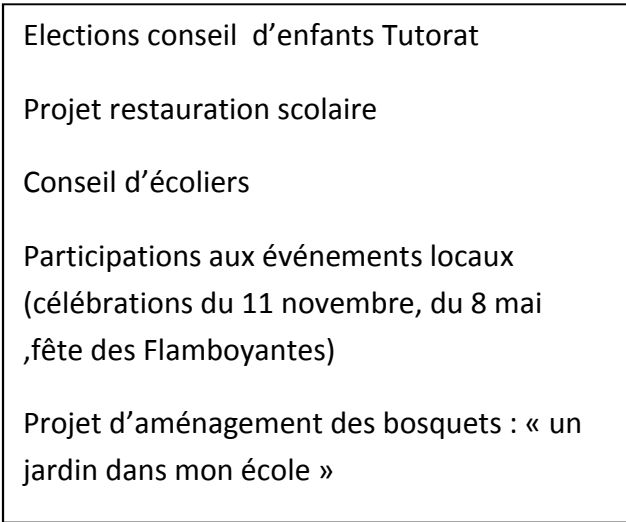 Elections conseil  d’enfants Tutorat
Projet restauration scolaire
Conseil d’écoliers
Participations aux événements locaux
(célébrations du 11 novembre, du 8 mai
,fête des Flamboyantes)
Projet d’aménagement des bosquets : « un
jardin dans mon école »